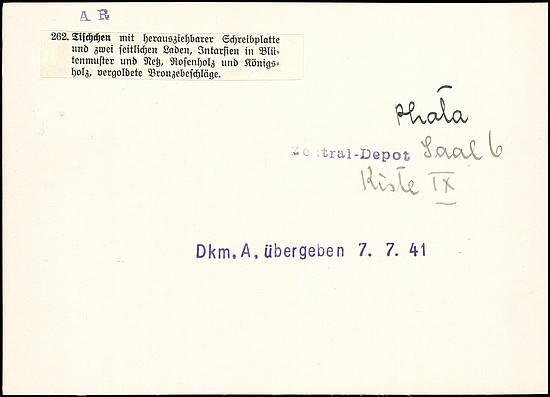 A R
262. Tischchen mit herausziehbarer Schreibplatte
und zwei seitlichen Laden, Intarsien in Blü-
tenmuster und Netz, Rosenholz und Königs-
holz, vergoldete Bronzebeschläge.
Photo
Zentral-Depot Saal 6
Kiste IX
Dkm. A. übergeben 7. 7. 41